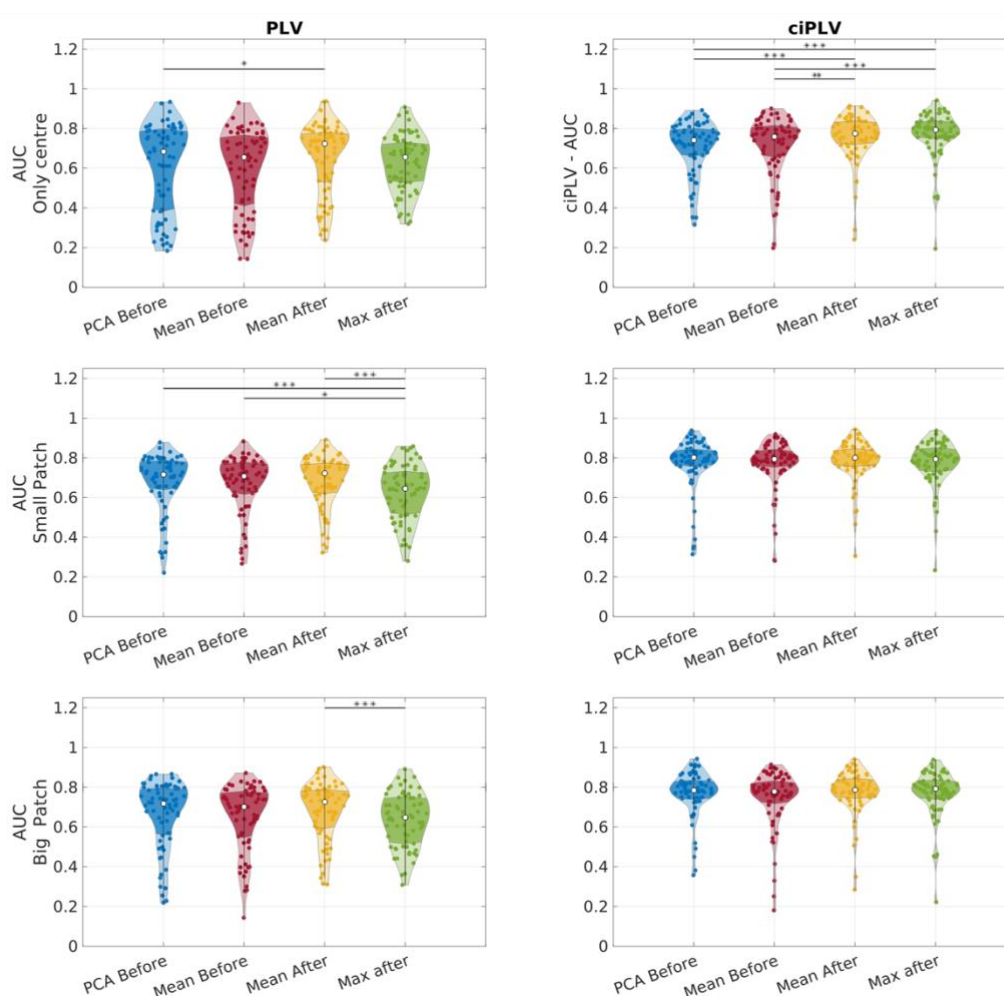 PLV
ciPLV
1.2
1
0.8
0.6
0.4
0.2
0
AUC
Only centre
*
PCA Before
Mean Before
Mean After
Max after
1.2
1
0.8
0.6
0.4
0.2
0
ciPLV - AUC
***
***
***
**
PCA Before
Mean Before
Mean After
Max after
1.2
1
0.8
0.6
0.4
0.2
0
AUC
Small Patch
***
***
*
PCA Before
Mean Before
Mean After
Max after
1.2
1
0.8
0.6
0.4
0.2
0
PCA Before
Mean Before
Mean After
Max after
1.2
1
0.8
0.6
0.4
0.2
0
AUC
Big Patch
***
PCA Before
Mean Before
Mean After
Max after
1.2
1
0.8
0.6
0.4
0.2
0
PCA Before
Mean Before
Mean After
Max after